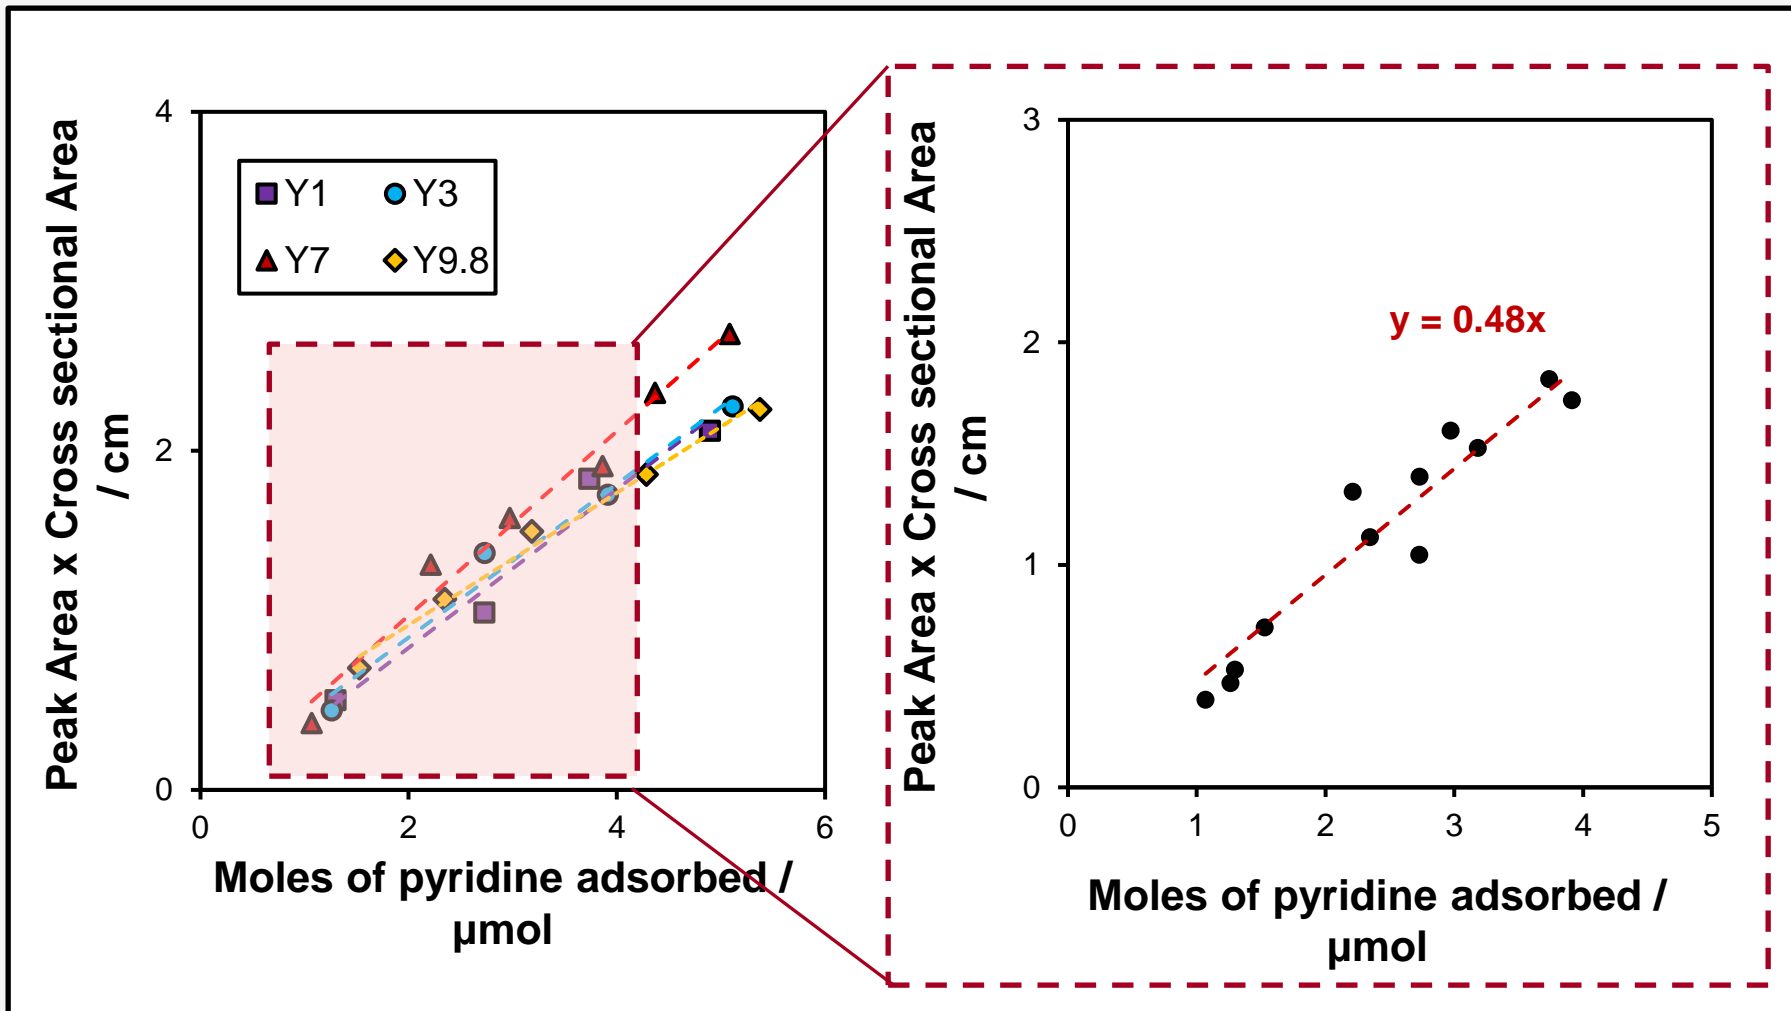 Peak Area x Cross sectional Area
/ cm
4
2
0
Y1
Y3
Y7
Y9.8
0
2
4
6
Moles of pyridine adsorbed /
µmol
Peak Area x Cross sectional Area
/ cm
3
2
1
0
y = 0.48x
0
1
2
3
4
5
Moles of pyridine adsorbed /
µmol